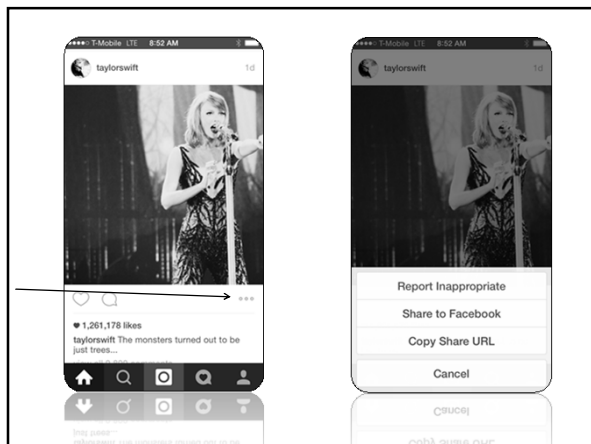 T-Mobile LTE 8:52 AM
taylorswift 1d
1,261,178 likes
taylorswift The monsters turned out to be
just trees...
T-Mobile LTE 8:52 AM
taylorswift 1d
Report Inappropriate
Share to Facebook
Copy Share URL
Cancel